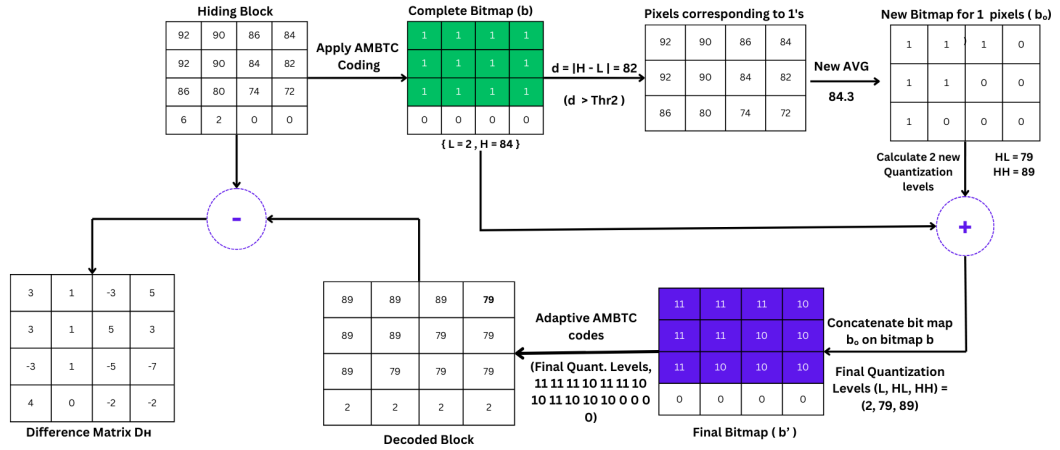 Hiding Block
92 90 86 84
92 90 84 82
86 80 74 72
6 2 0 0
Apply AMBTC
Coding
Complete Bitmap (b)
1 1 1 1
1 1 1 1
1 1 1 1
0 0 0 0
{ L = 2 , H = 84 }
d = |H - L | = 82
(d > Thr2 )
Pixels corresponding to 1's
92 90 86 84
92 90 84 82
86 80 74 72
New AVG
84.3
New Bitmap for 1 pixels ( bₒ)
1 1 1 0
1 1 0 0
1 0 0 0
Calculate 2 new
Quantization
levels
HL = 79
HH = 89
-
+
3 1 -3 5
3 1 5 3
-3 1 -5 -7
4 0 -2 -2
Difference Matrix DH
89 89 89 79
89 89 79 79
89 79 79 79
2 2 2 2
Decoded Block
Adaptive AMBTC
codes
(Final Quant. Levels,
11 11 11 10 11 11 10
10 11 10 10 10 0 0 0
0)
11 11 11 10
11 11 10 10
11 10 10 10
0 0 0 0
Final Bitmap ( b’ )
Concatenate bit map
bₒ on bitmap b
Final Quantization
Levels (L, HL, HH) =
(2, 79, 89)